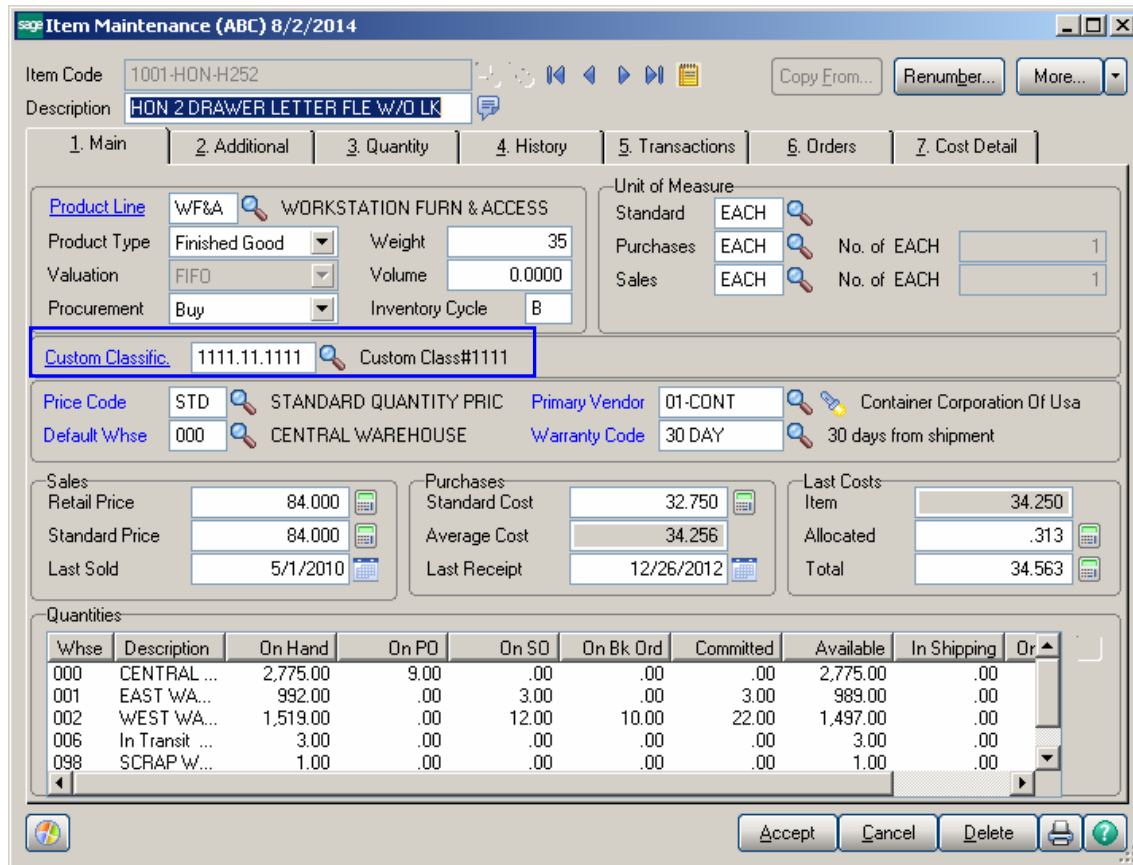 sage Item Maintenance (ABC) 8/2/2014
Item Code 1001-HON-H252 Copy From... Renumber... More...
Description HON 2 DRAWER LETTER FLE W/O LK
1. Main 2. Additional 3. Quantity 4. History 5. Transactions 6. Orders 7. Cost Detail
Product Line WF&A WORKSTATION FURN & ACCESS
Product Type Finished Good Weight 35
Valuation FIFO Volume 0.0000
Procurement Buy Inventory Cycle B
Unit of Measure
Standard EACH
Purchases EACH No. of EACH 1
Sales EACH No. of EACH 1
Custom Classific. 1111.11.1111 Custom Class#1111
Price Code STD STANDARD QUANTITY PRIC Primary Vendor 01-CONT Container Corporation Of Usa
Default Whse 000 CENTRAL WAREHOUSE Warranty Code 30 DAY 30 days from shipment
Sales
Retail Price 84.000
Standard Price 84.000
Last Sold 5/1/2010
Purchases
Standard Cost 32.750
Average Cost 34.256
Last Receipt 12/26/2012
Last Costs
Item 34.250
Allocated .313
Total 34.563
Quantities
Whse Description On Hand On PO On SO On Bk Ord Committed Available In Shipping Or
000 CENTRAL ... 2,775.00 9.00 .00 .00 .00 2,775.00 .00
001 EAST WA... 992.00 .00 3.00 .00 3.00 989.00 .00
002 WEST WA... 1,519.00 .00 12.00 10.00 22.00 1,497.00 .00
006 In Transit ... 3.00 .00 .00 .00 .00 3.00 .00
098 SCRAP W... 1.00 .00 .00 .00 .00 1.00 .00
Accept Cancel Delete